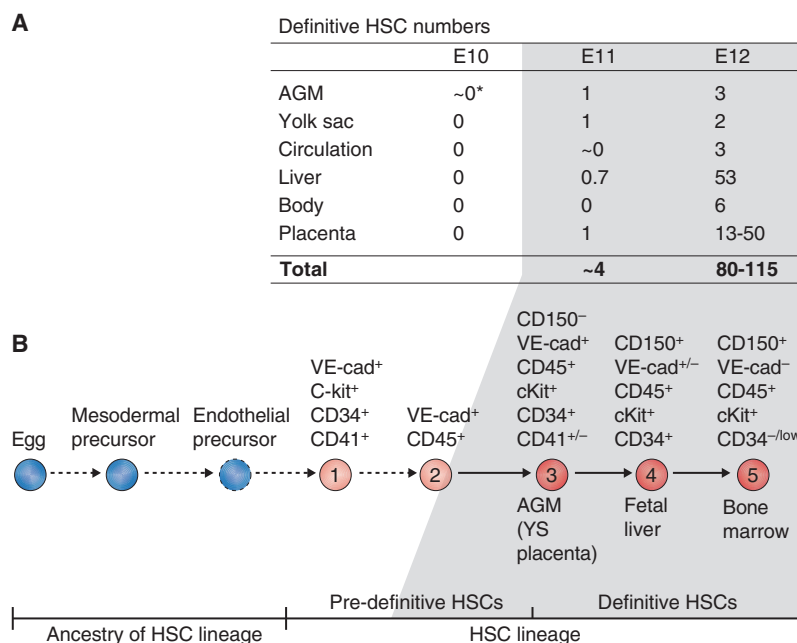 A
Definitive HSC numbers
E10 E11 E12
AGM ~0* 1 3
Yolk sac 0 1 2
Circulation 0 ~0 3
Liver 0 0.7 53
Body 0 0 6
Placenta 0 1 13-50
Total ~4 80-115
B
Egg
Mesodermal
precursor
Endothelial
precursor
VE-cad⁺
C-kit⁺
CD34⁺
CD41⁺
1
VE-cad⁺
CD45⁺
2
CD150⁻
VE-cad⁺
CD45⁺
cKit⁺
CD34⁺
CD41⁺/⁻
3
AGM
(YS
placenta)
CD150⁺
VE-cad⁺/⁻
CD45⁺
cKit⁺
CD34⁺
4
Fetal
liver
CD150⁺
VE-cad⁻
CD45⁺
cKit⁺
CD34⁻/low
5
Bone
marrow
Pre-definitive HSCs Definitive HSCs
Ancestry of HSC lineage HSC lineage